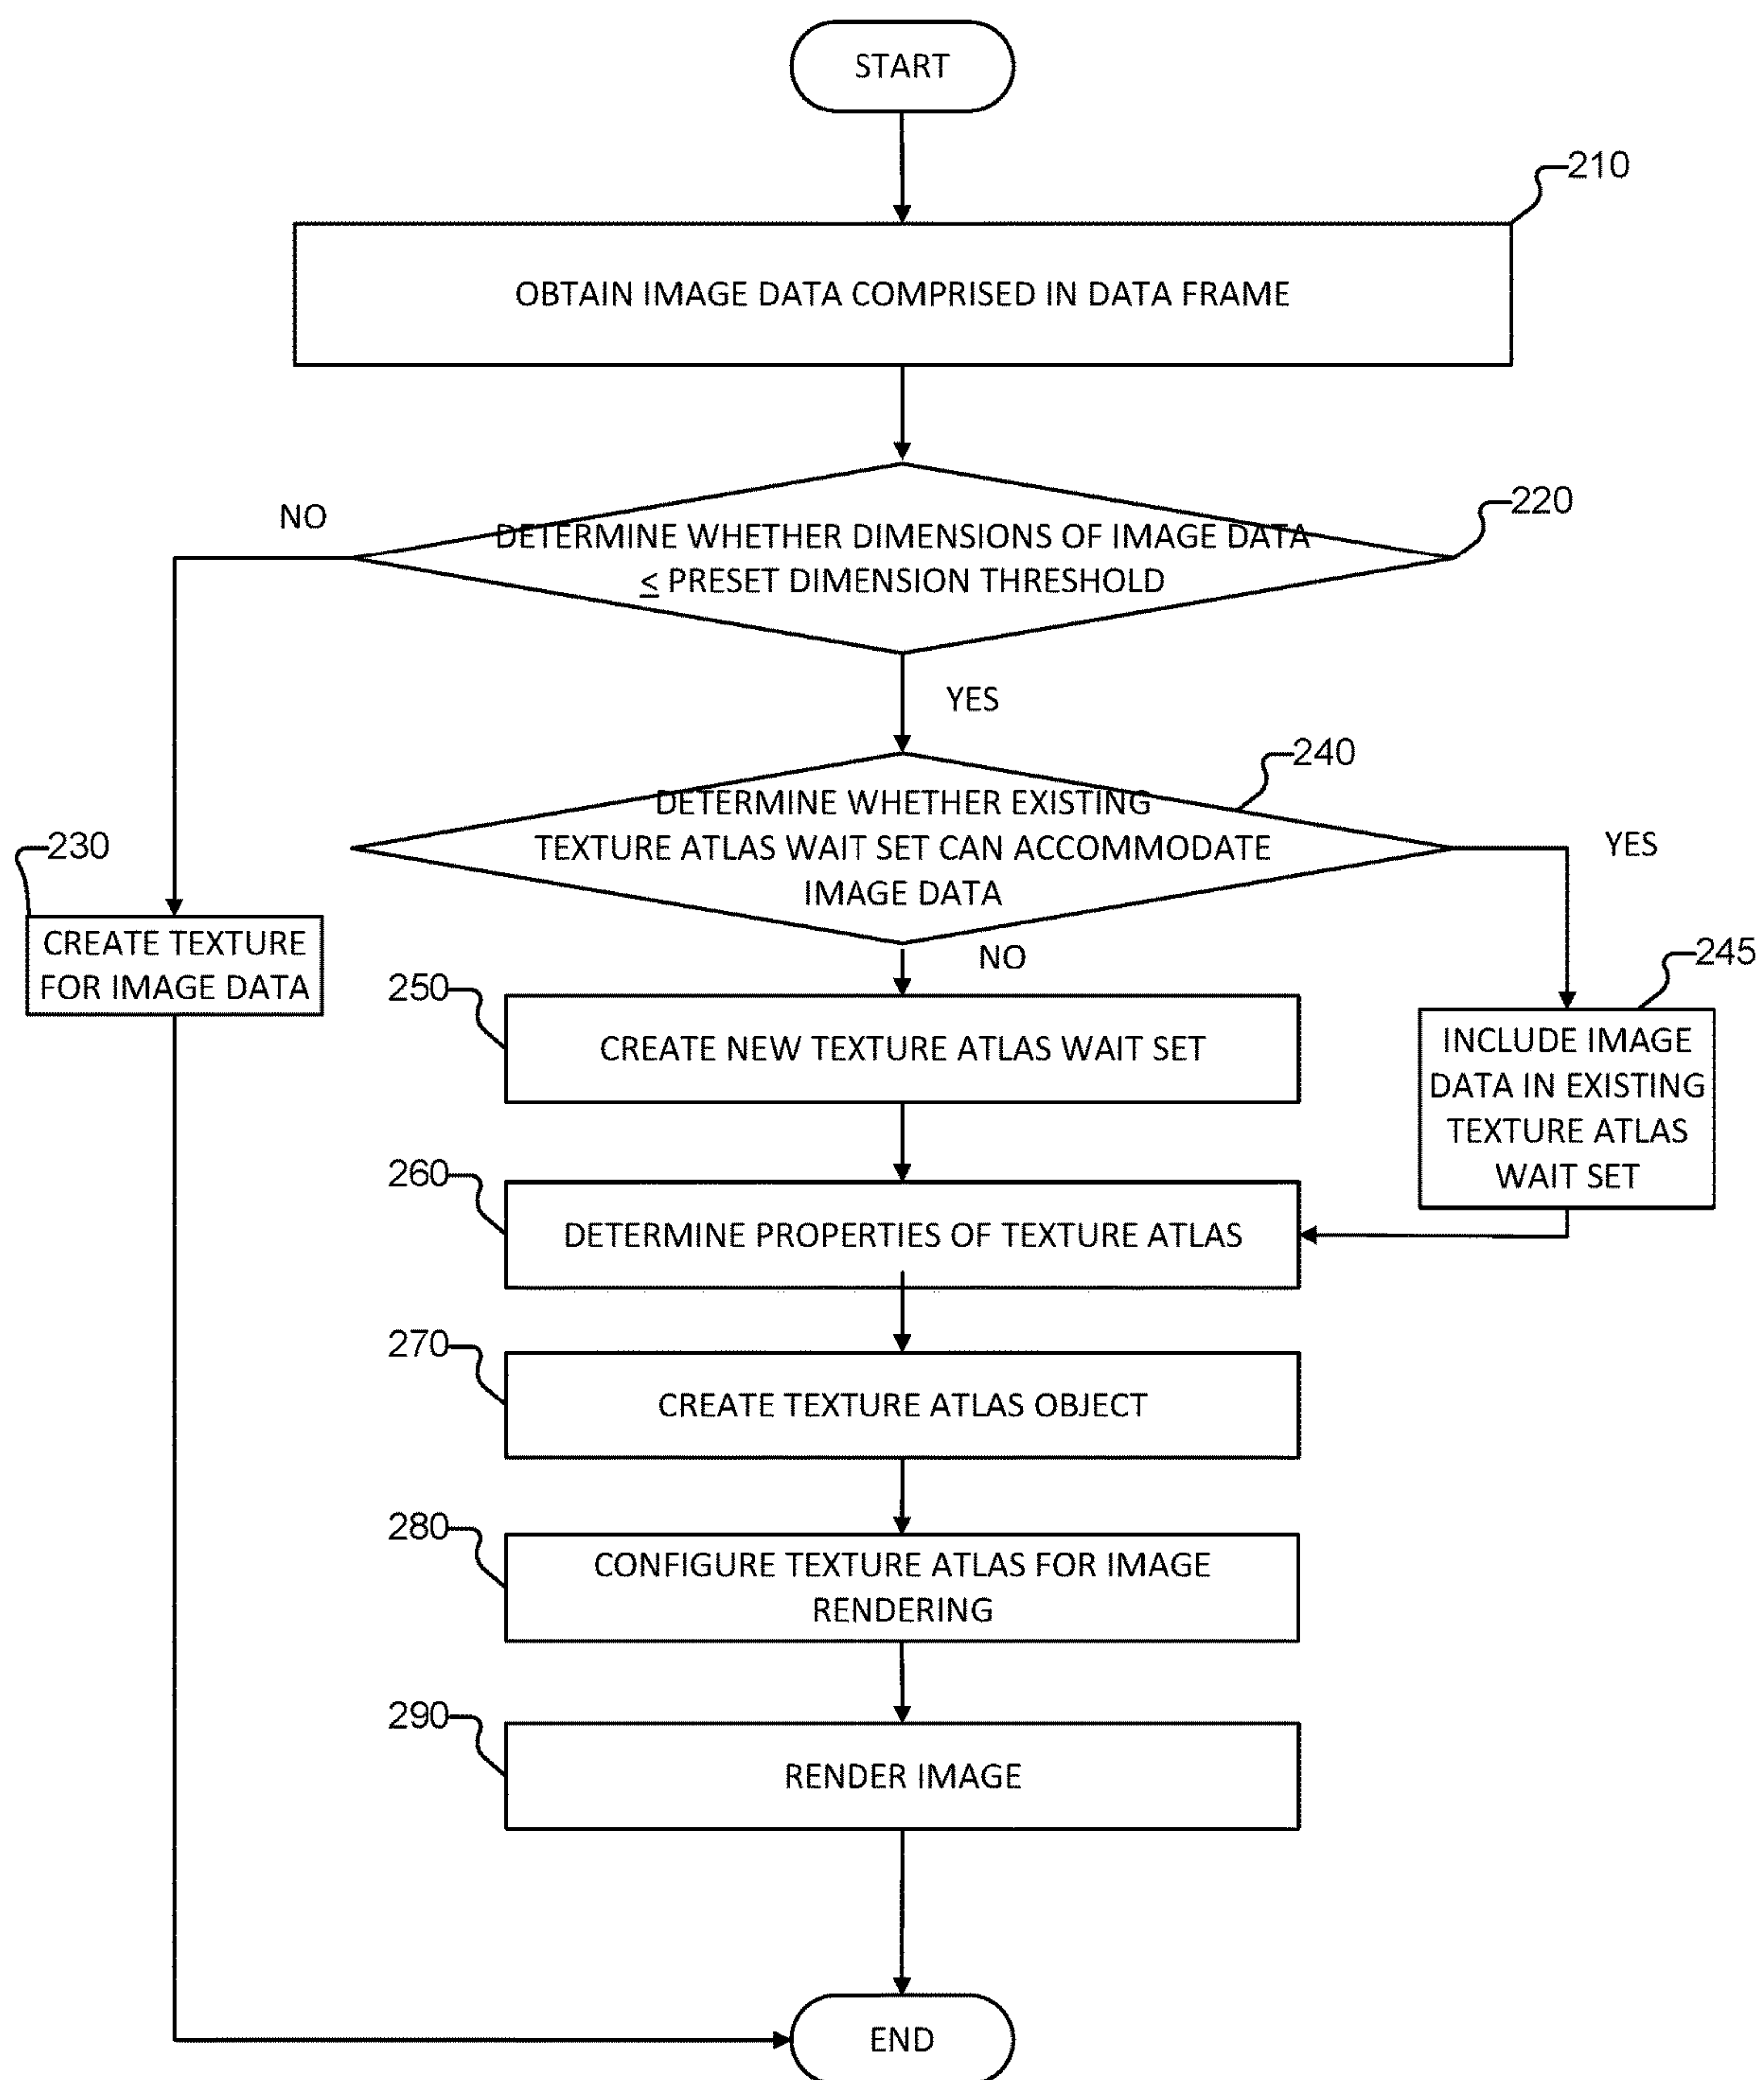 START
210
OBTAIN IMAGE DATA COMPRISED IN DATA FRAME
220
NO
DETERMINE WHETHER DIMENSIONS OF IMAGE DATA
≤ PRESET DIMENSION THRESHOLD
YES
240
DETERMINE WHETHER EXISTING
TEXTURE ATLAS WAIT SET CAN ACCOMMODATE
IMAGE DATA
YES
230
CREATE TEXTURE
FOR IMAGE DATA
NO
245
INCLUDE IMAGE
DATA IN EXISTING
TEXTURE ATLAS
WAIT SET
250
CREATE NEW TEXTURE ATLAS WAIT SET
260
DETERMINE PROPERTIES OF TEXTURE ATLAS
270
CREATE TEXTURE ATLAS OBJECT
280
CONFIGURE TEXTURE ATLAS FOR IMAGE
RENDERING
290
RENDER IMAGE
END